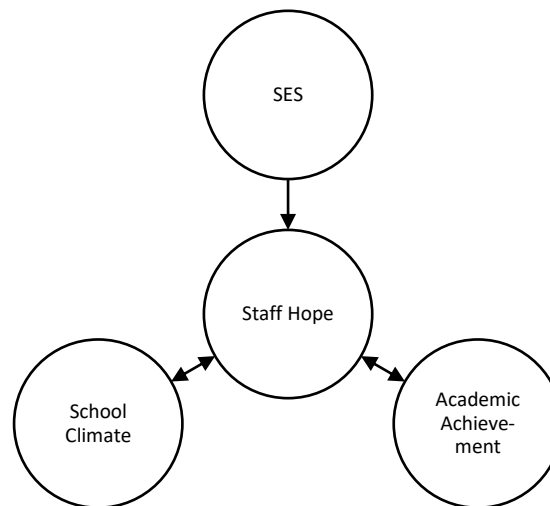 SES
Staff Hope
School
Climate
Academic
Achieve-
ment